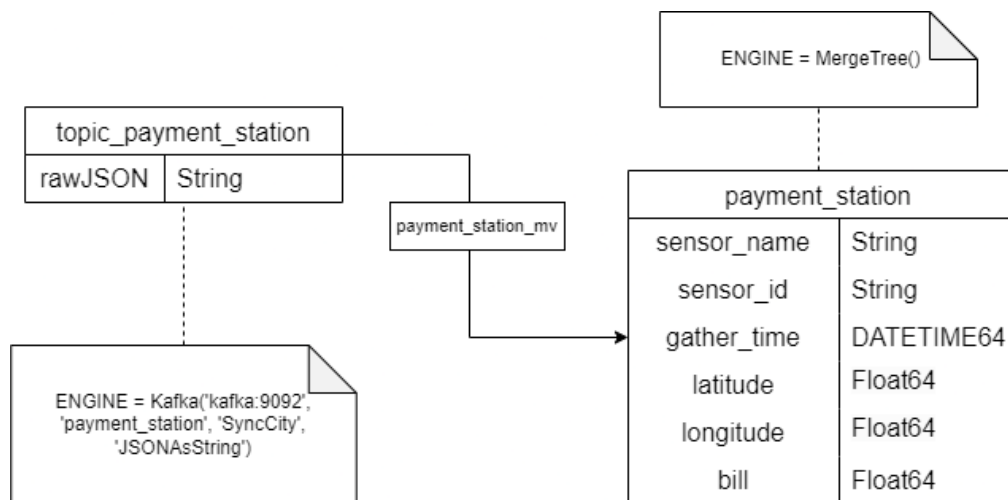 ENGINE = MergeTree()
topic_payment_station
rawJSON String
payment_station_mv
payment_station
sensor_name String
sensor_id String
gather_time DATETIME64
latitude Float64
longitude Float64
bill Float64
ENGINE = Kafka('kafka:9092',
'payment_station', 'SyncCity',
'JSONAsString')